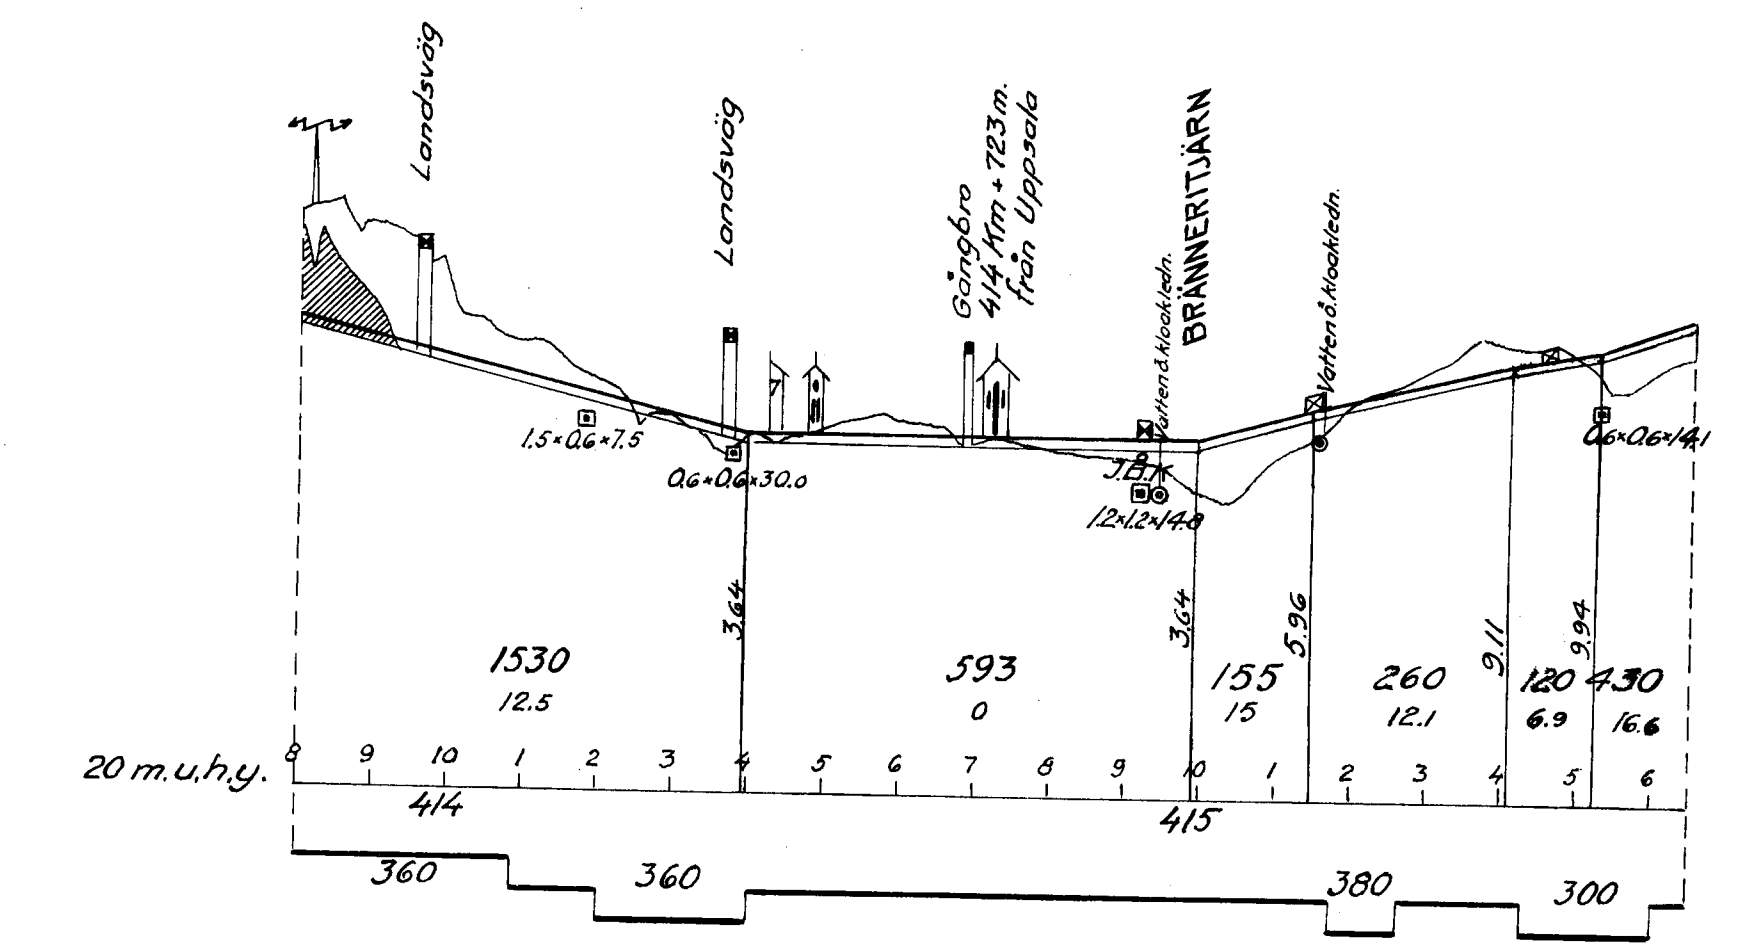 Landsväg
Landsväg
Gångbro
414 Km + 723 m.
från Uppsala
Vatten å. kloakledn.
BRÄNNERITJÄRN
Vatten å. kloakledn.
7
1.5×0.6×7.5
0.6×0.6×30.0
J.B.K
1.2×1.2×14.8
0.6×0.6×14.1
3.64
3.64
5.96
9.11
9.94
1530
12.5
593
0
155
15
260
12.1
120
6.9
430
16.6
20 m.u.h.y.
8 9 10 1 2 3 4 5 6 7 8 9 10 1 2 3 4 5 6
414
415
360
360
380
300